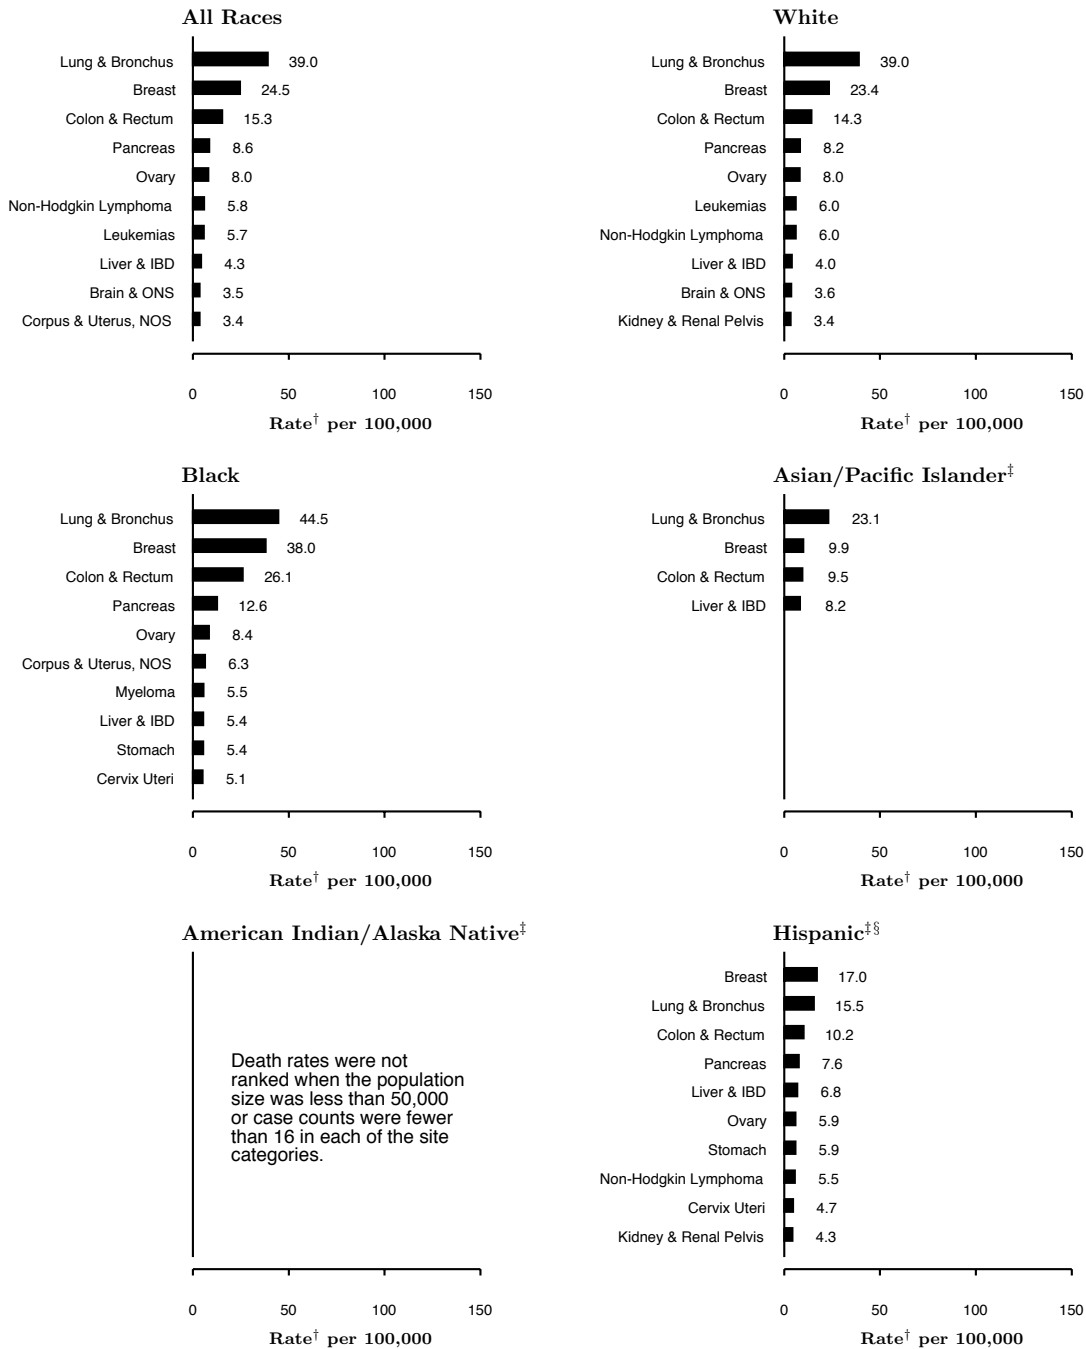 All Races
Lung & Bronchus 39.0
Breast 24.5
Colon & Rectum 15.3
Pancreas 8.6
Ovary 8.0
Non-Hodgkin Lymphoma 5.8
Leukemias 5.7
Liver & IBD 4.3
Brain & ONS 3.5
Corpus & Uterus, NOS 3.4
0 50 100 150
Rate† per 100,000
White
Lung & Bronchus 39.0
Breast 23.4
Colon & Rectum 14.3
Pancreas 8.2
Ovary 8.0
Leukemias 6.0
Non-Hodgkin Lymphoma 6.0
Liver & IBD 4.0
Brain & ONS 3.6
Kidney & Renal Pelvis 3.4
0 50 100 150
Rate† per 100,000
Black
Lung & Bronchus 44.5
Breast 38.0
Colon & Rectum 26.1
Pancreas 12.6
Ovary 8.4
Corpus & Uterus, NOS 6.3
Myeloma 5.5
Liver & IBD 5.4
Stomach 5.4
Cervix Uteri 5.1
0 50 100 150
Rate† per 100,000
Asian/Pacific Islander‡
Lung & Bronchus 23.1
Breast 9.9
Colon & Rectum 9.5
Liver & IBD 8.2
0 50 100 150
Rate† per 100,000
American Indian/Alaska Native‡
Death rates were not
ranked when the population
size was less than 50,000
or case counts were fewer
than 16 in each of the site
categories.
0 50 100 150
Rate† per 100,000
Hispanic‡§
Breast 17.0
Lung & Bronchus 15.5
Colon & Rectum 10.2
Pancreas 7.6
Liver & IBD 6.8
Ovary 5.9
Stomach 5.9
Non-Hodgkin Lymphoma 5.5
Cervix Uteri 4.7
Kidney & Renal Pelvis 4.3
0 50 100 150
Rate† per 100,000